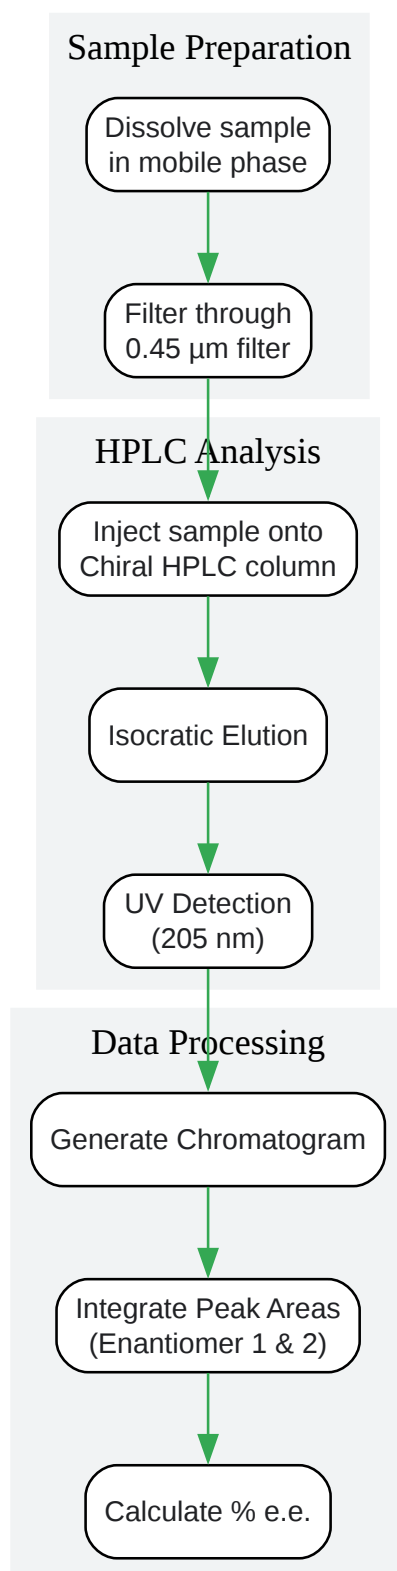 Sample Preparation
Dissolve sample
in mobile phase
Filter through
0.45 µm filter
HPLC Analysis
Inject sample onto
Chiral HPLC column
Isocratic Elution
UV Detection
(205 nm)
Data Processing
Generate Chromatogram
Integrate Peak Areas
(Enantiomer 1 & 2)
Calculate % e.e.